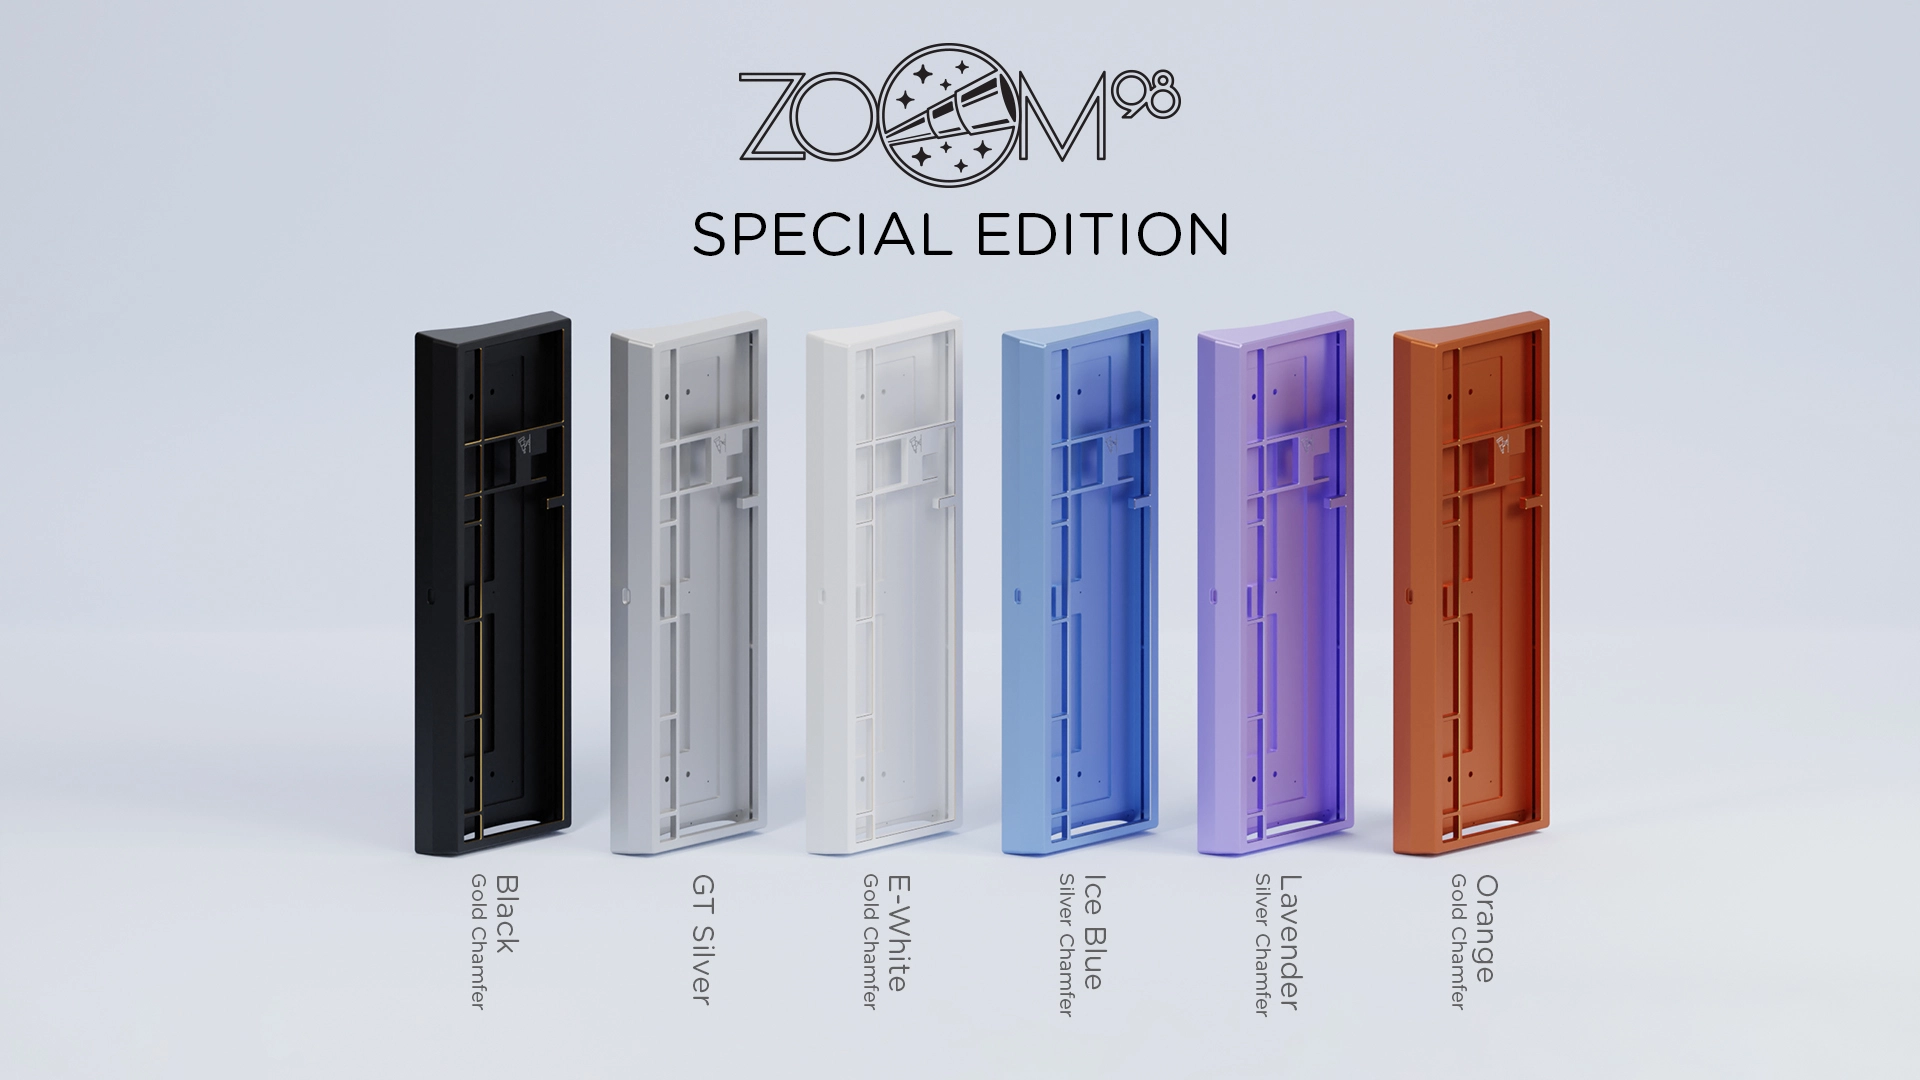 ZOOM98
SPECIAL EDITION
Black
Gold Chamfer
GT Silver
E-White
Gold Chamfer
Ice Blue
Silver Chamfer
Lavender
Silver Chamfer
Orange
Gold Chamfer